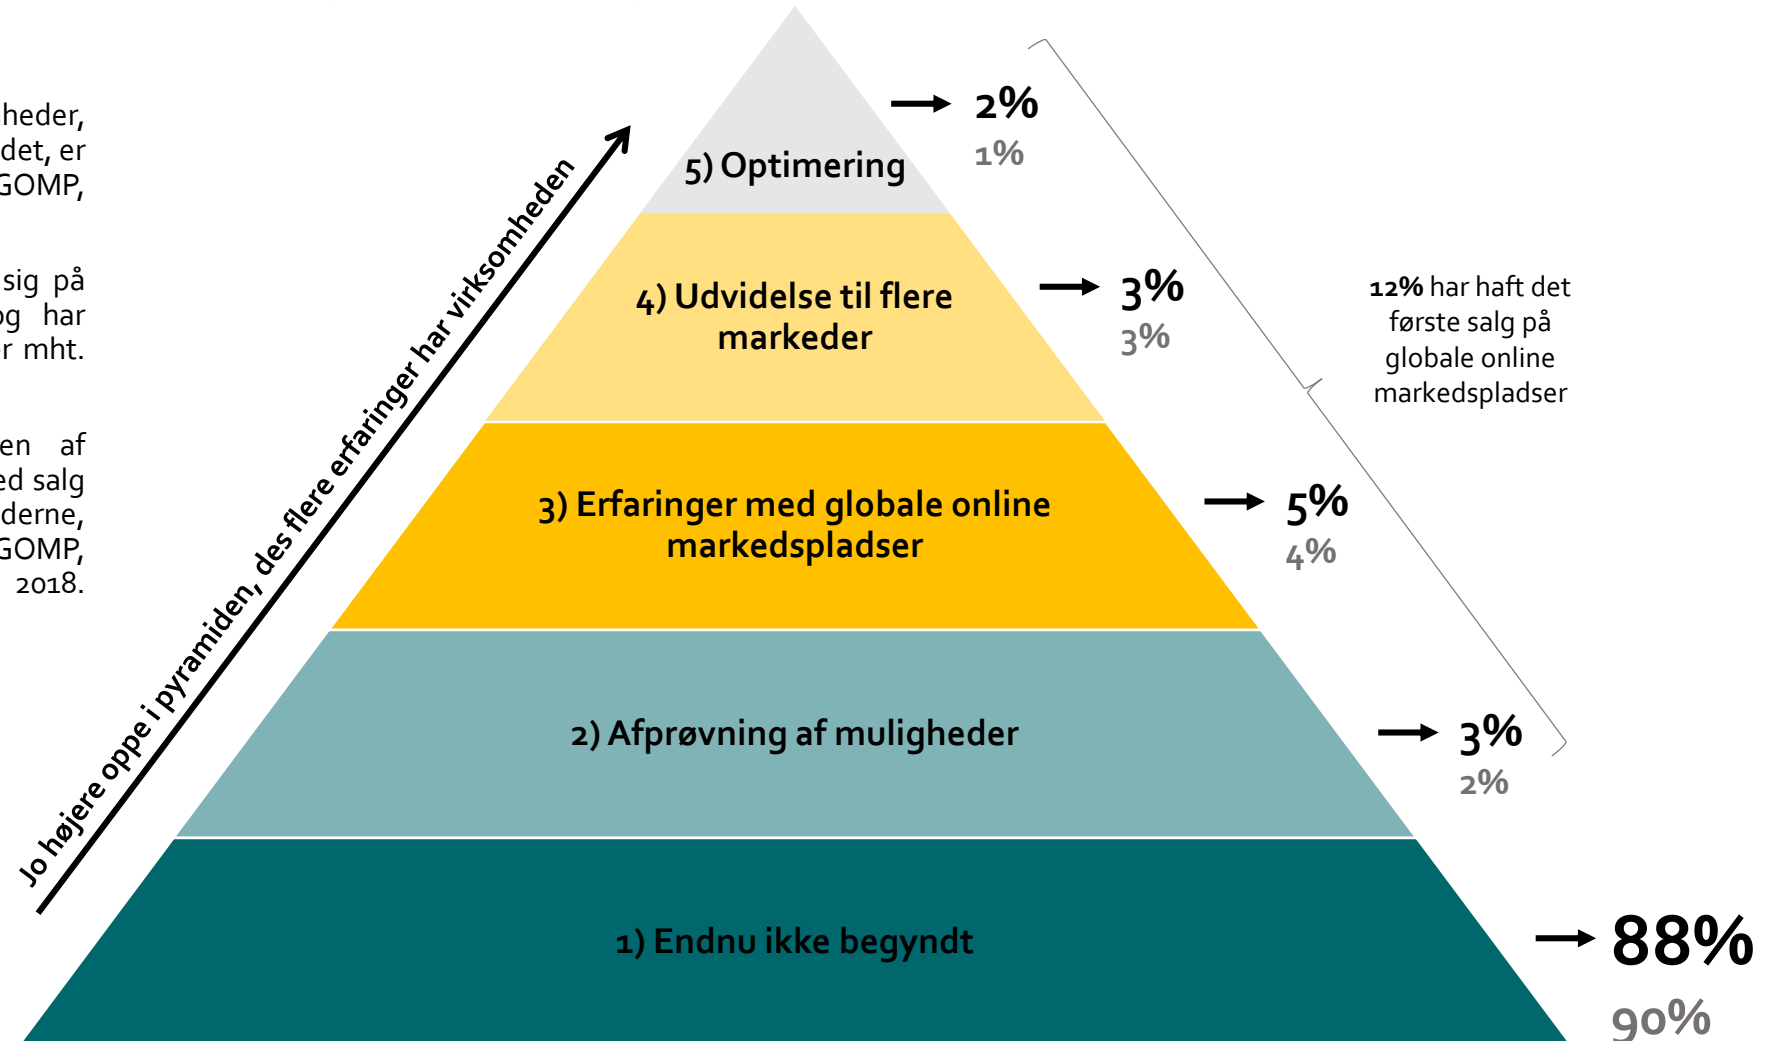 heder,
det, er
GOMP,
sig på
og har
r mht.
en af
ed salg
derne,
GOMP,
2018.
Jo højere oppe i pyramiden, des flere erfaringer har virksomheden
5) Optimering
2%
1%
4) Udvidelse til flere
markeder
3%
3%
12% har haft det
første salg på
globale online
markedspladser
3) Erfaringer med globale online
markedspladser
5%
4%
2) Afprøvning af muligheder
3%
2%
1) Endnu ikke begyndt
88%
90%